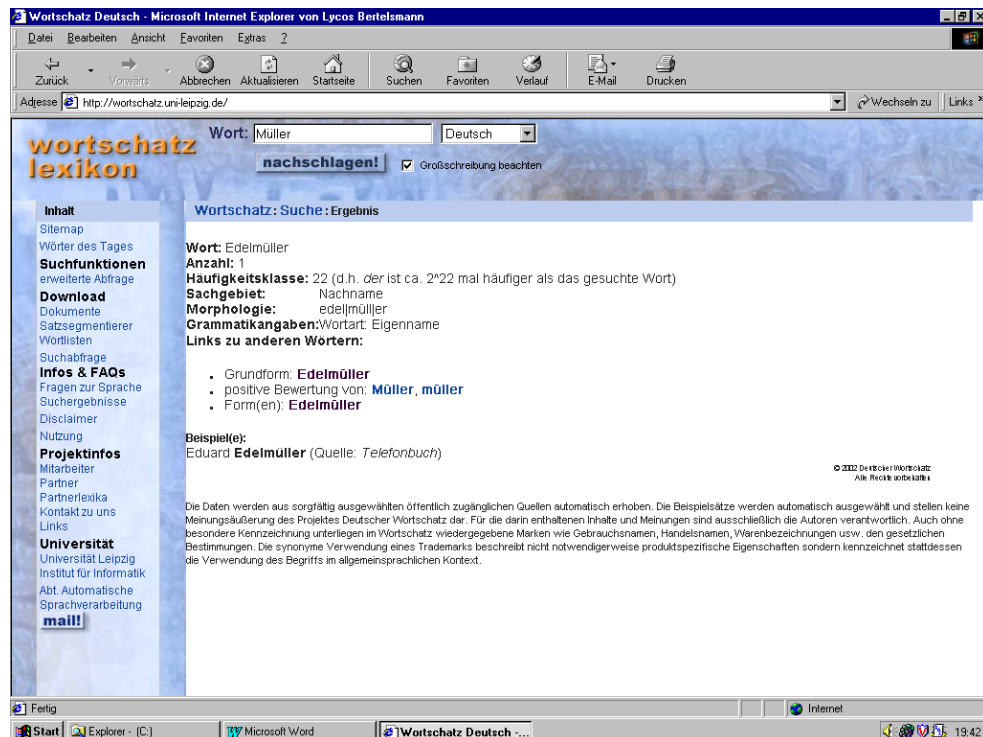 Wortschatz Deutsch - Microsoft Internet Explorer von Lycos Bertelsmann
Datei Bearbeiten Ansicht Favoriten Extras ?
Zurück Vorwärts Abbrechen Aktualisieren Startseite Suchen Favoriten Verlauf E-Mail Drucken
Adresse http://wortschatz.uni-leipzig.de/ Wechseln zu Links »
wortschatz
lexikon
Wort: Müller Deutsch
nachschlagen! Großschreibung beachten
Inhalt
Sitemap
Wörter des Tages
Suchfunktionen
erweiterte Abfrage
Download
Dokumente
Satzsegmentierer
Wortlisten
Suchabfrage
Infos & FAQs
Fragen zur Sprache
Suchergebnisse
Disclaimer
Nutzung
Projektinfos
Mitarbeiter
Partner
Partnerlexika
Kontakt zu uns
Links
Universität
Universität Leipzig
Institut für Informatik
Abt. Automatische
Sprachverarbeitung
mail!
Wortschatz: Suche: Ergebnis
Wort: Edelmüller
Anzahl: 1
Häufigkeitsklasse: 22 (d.h. der ist ca. 2^22 mal häufiger als das gesuchte Wort)
Sachgebiet: Nachname
Morphologie: edel|müll|er
Grammatikangaben:Wortart: Eigenname
Links zu anderen Wörtern:
Grundform: Edelmüller
positive Bewertung von: Müller, müller
Form(en): Edelmüller
Beispiel(e):
Eduard Edelmüller (Quelle: Telefonbuch)
© 2002 Deutscher Wortschatz
Alle Rechte vorbehalten
Die Daten werden aus sorgfältig ausgewählten öffentlich zugänglichen Quellen automatisch erhoben. Die Beispielsätze werden automatisch ausgewählt und stellen keine
Meinungsäußerung des Projektes Deutscher Wortschatz dar. Für die darin enthaltenen Inhalte und Meinungen sind ausschließlich die Autoren verantwortlich. Auch ohne
besondere Kennzeichnung unterliegen im Wortschatz wiedergegebene Marken wie Gebrauchsnamen, Handelsnamen, Warenbezeichnungen usw. den gesetzlichen
Bestimmungen. Die synonyme Verwendung eines Trademarks beschreibt nicht notwendigerweise produktspezifische Eigenschaften sondern kennzeichnet stattdessen
die Verwendung des Begriffs im allgemeinsprachlichen Kontext.
Fertig Internet
Start Explorer - (C:) Microsoft Word Wortschatz Deutsch -... 19:42